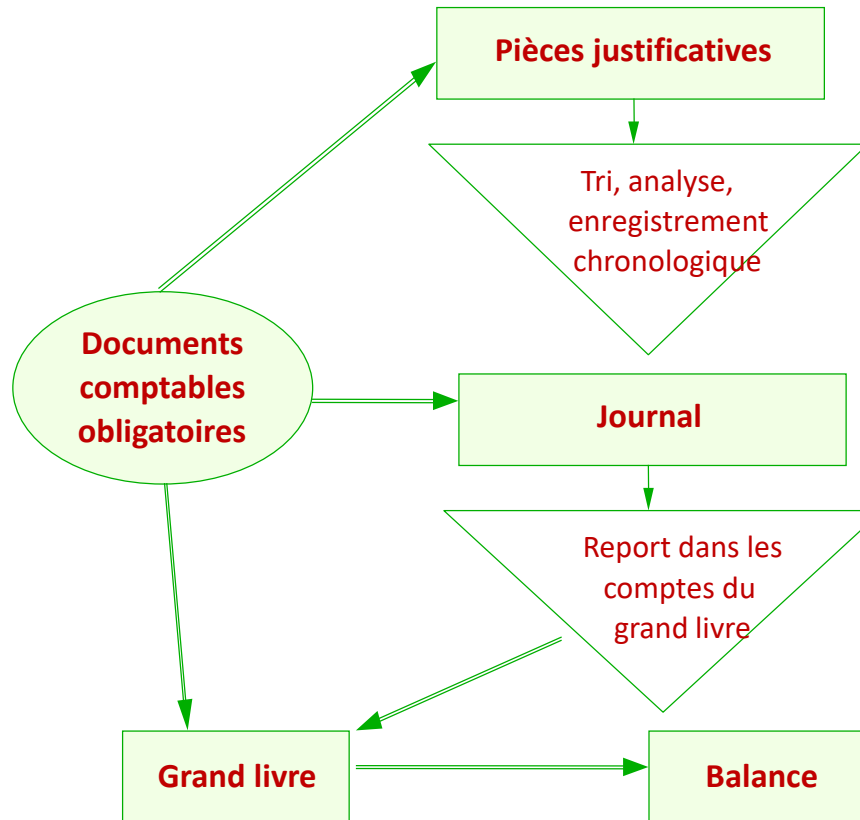 Pièces justificatives
Tri, analyse,
enregistrement
chronologique
Documents
comptables
obligatoires
Journal
Report dans les
comptes du
grand livre
Grand livre
Balance